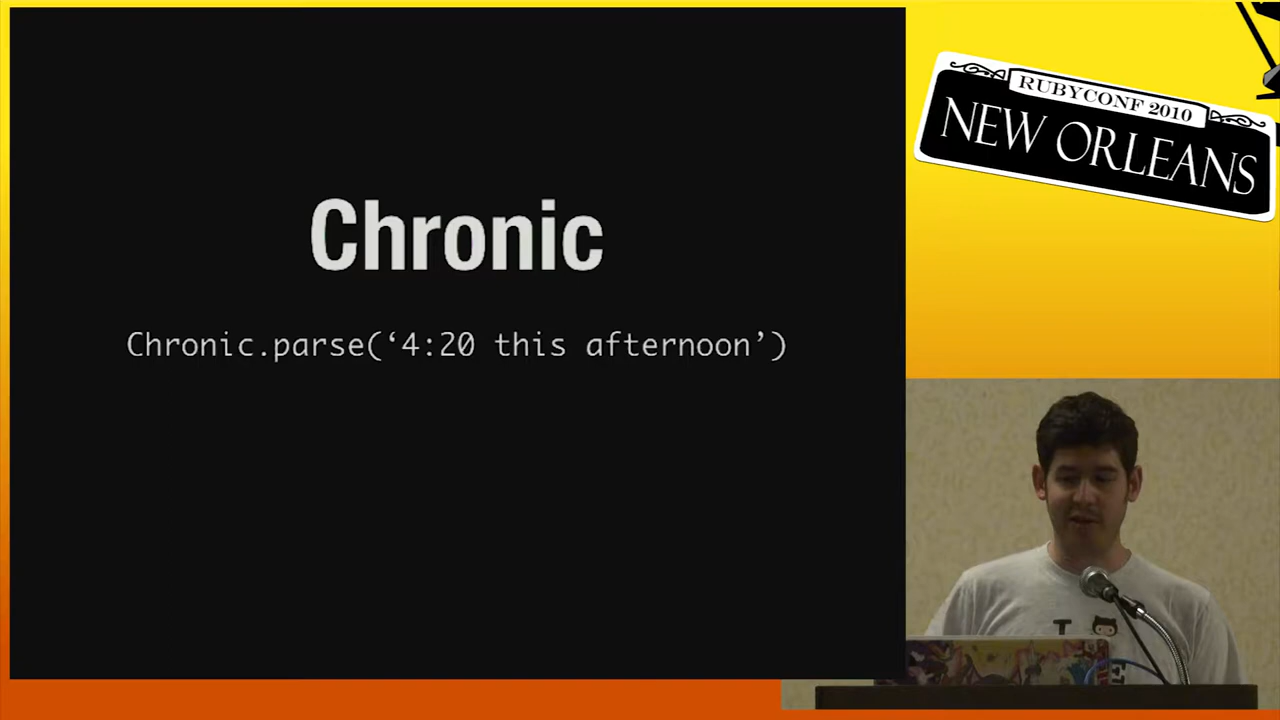 Chronic
Chronic.parse(‘4:20 this afternoon’)
RUBYCONF 2010
NEW ORLEANS
I